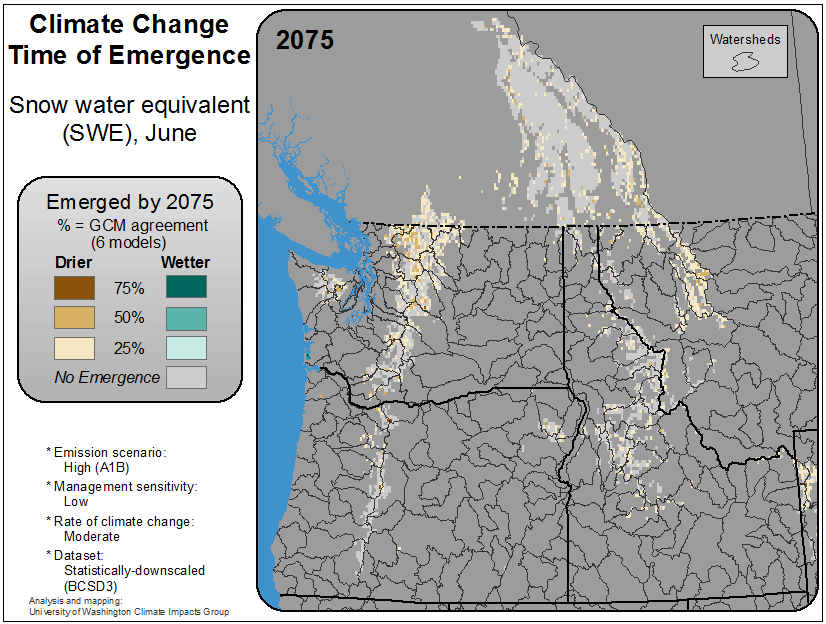 Climate Change
Time of Emergence
Snow water equivalent
(SWE), June
2075
Watersheds
Emerged by 2075
% = GCM agreement
(6 models)
Drier Wetter
75%
50%
25%
No Emergence
* Emission scenario:
High (A1B)
* Management sensitivity:
Low
* Rate of climate change:
Moderate
* Dataset:
Statistically-downscaled
(BCSD3)
Analysis and mapping:
University of Washington Climate Impacts Group